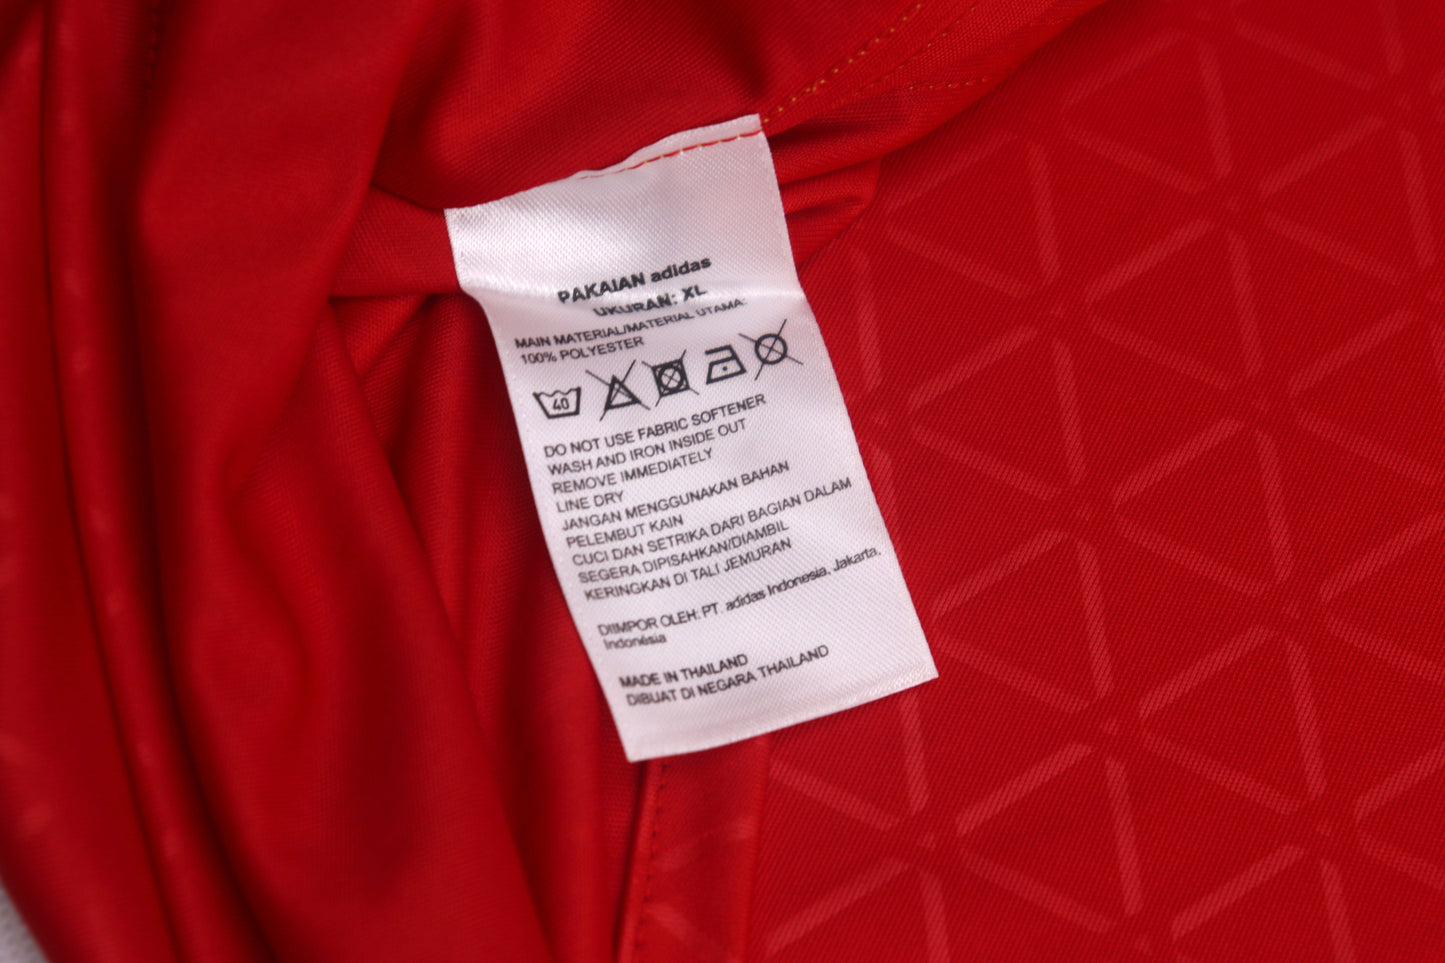 PAKAIAN adidas
UKURAN: XL
MAIN MATERIAL/MATERIAL UTAMA:
100% POLYESTER
40
DO NOT USE FABRIC SOFTENER
WASH AND IRON INSIDE OUT
REMOVE IMMEDIATELY
LINE DRY
JANGAN MENGGUNAKAN BAHAN
PELEMBUT KAIN
CUCI DAN SETRIKA DARI BAGIAN DALAM
SEGERA DIPISAHKAN/DIAMBIL
KERINGKAN DI TALI JEMURAN
DIIMPOR OLEH: PT. adidas Indonesia, Jakarta,
Indonésia
MADE IN THAILAND
DIBUAT DI NEGARA THAILAND